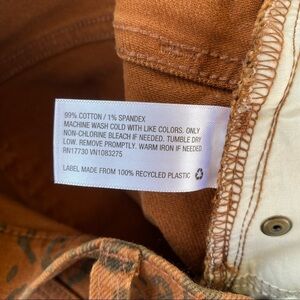 99% COTTON / 1% SPANDEX
MACHINE WASH COLD WITH LIKE COLORS. ONLY
NON-CHLORINE BLEACH IF NEEDED. TUMBLE DRY
LOW. REMOVE PROMPTLY. WARM IRON IF NEEDED
RN17730 VN1083275
LABEL MADE FROM 100% RECYCLED PLASTIC